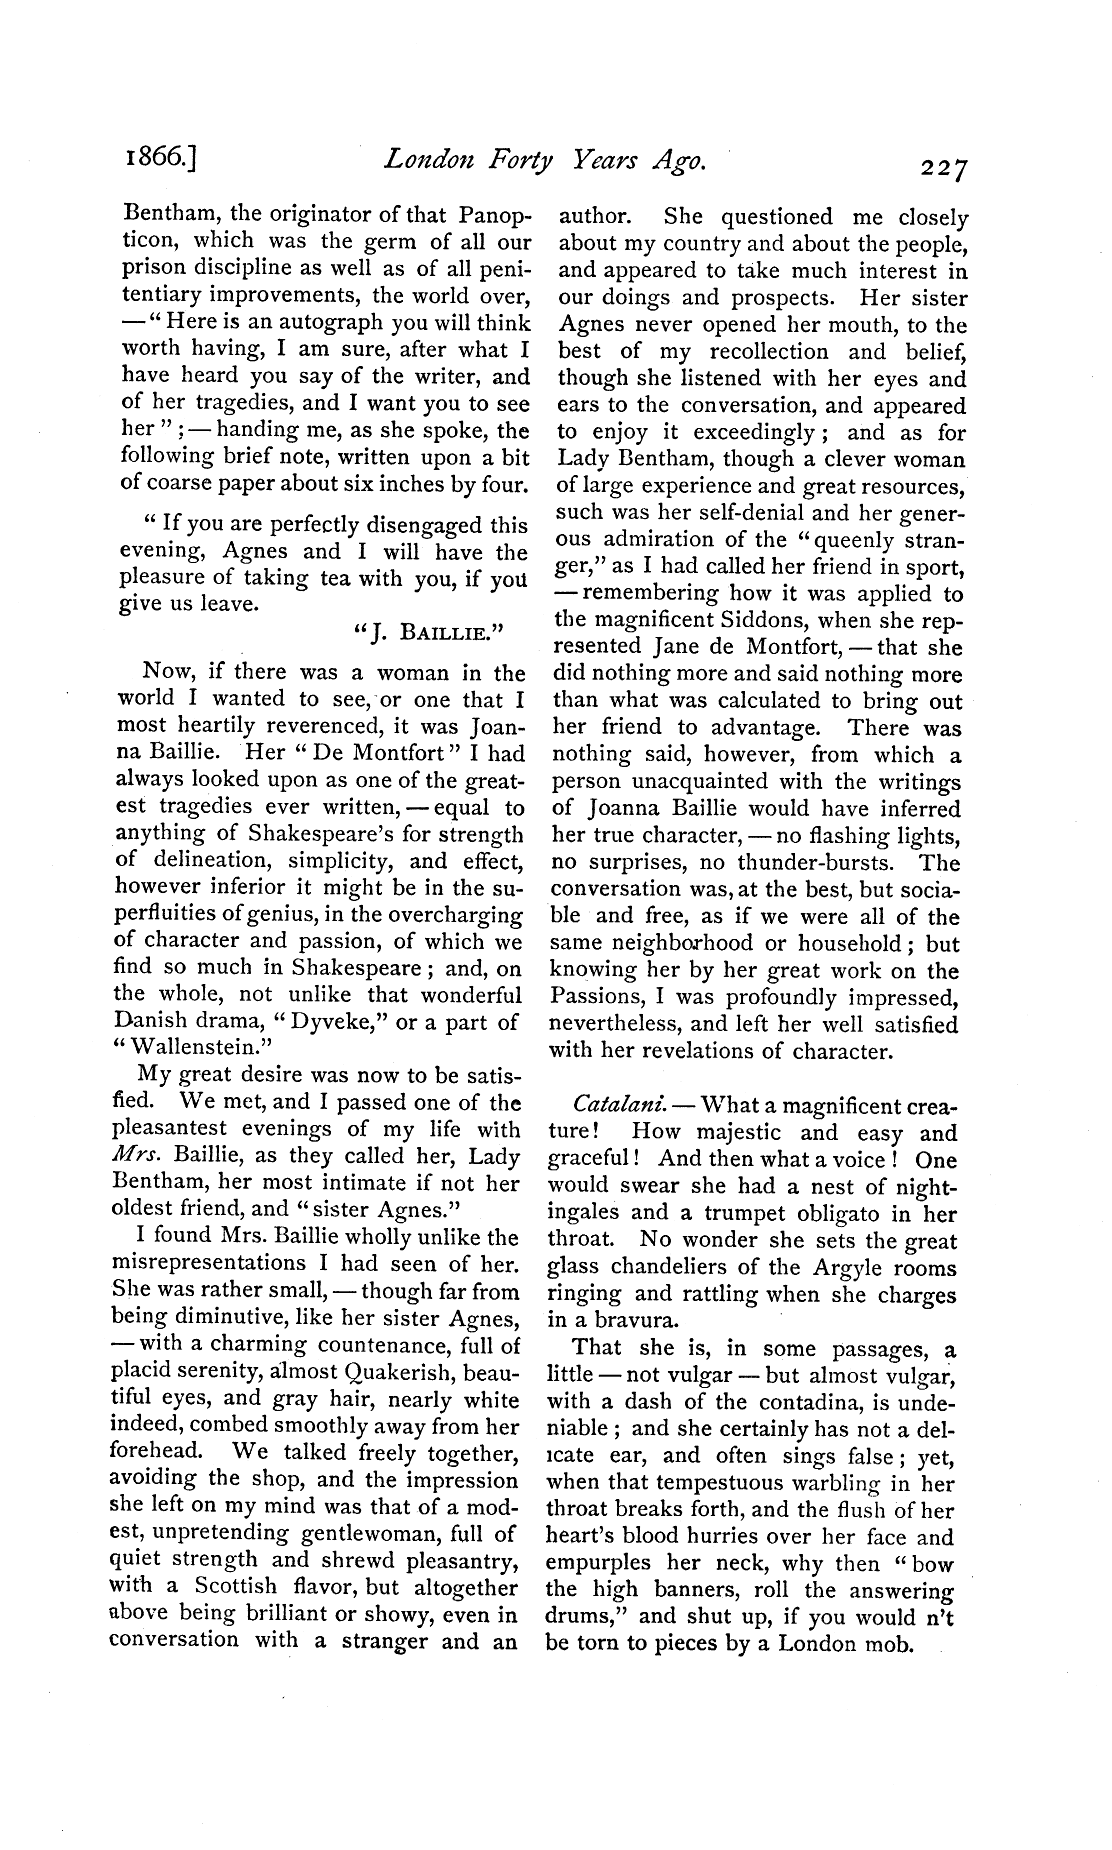 1866.] London Forty Years Ago. 227
Bentham, the originator of that Panop-
ticon, which was the germ of all our
prison discipline as well as of all peni-
tentiary improvements, the world over,
— “ Here is an autograph you will think
worth having, I am sure, after what I
have heard you say of the writer, and
of her tragedies, and I want you to see
her ” ; — handing me, as she spoke, the
following brief note, written upon a bit
of coarse paper about six inches by four.
“ If you are perfectly disengaged this
evening, Agnes and I will have the
pleasure of taking tea with you, if you
give us leave.
“J. BAILLIE.”
Now, if there was a woman in the
world I wanted to see, or one that I
most heartily reverenced, it was Joan-
na Baillie. Her “ De Montfort ” I had
always looked upon as one of the great-
est tragedies ever written, — equal to
anything of Shakespeare’s for strength
of delineation, simplicity, and effect,
however inferior it might be in the su-
perfluities of genius, in the overcharging
of character and passion, of which we
find so much in Shakespeare ; and, on
the whole, not unlike that wonderful
Danish drama, “ Dyveke,” or a part of
“ Wallenstein.”
My great desire was now to be satis-
fied. We met, and I passed one of the
pleasantest evenings of my life with
Mrs. Baillie, as they called her, Lady
Bentham, her most intimate if not her
oldest friend, and “ sister Agnes.”
I found Mrs. Baillie wholly unlike the
misrepresentations I had seen of her.
She was rather small, — though far from
being diminutive, like her sister Agnes,
— with a charming countenance, full of
placid serenity, almost Quakerish, beau-
tiful eyes, and gray hair, nearly white
indeed, combed smoothly away from her
forehead. We talked freely together,
avoiding the shop, and the impression
she left on my mind was that of a mod-
est, unpretending gentlewoman, full of
quiet strength and shrewd pleasantry,
with a Scottish flavor, but altogether
above being brilliant or showy, even in
conversation with a stranger and an
author. She questioned me closely
about my country and about the people,
and appeared to take much interest in
our doings and prospects. Her sister
Agnes never opened her mouth, to the
best of my recollection and belief,
though she listened with her eyes and
ears to the conversation, and appeared
to enjoy it exceedingly ; and as for
Lady Bentham, though a clever woman
of large experience and great resources,
such was her self-denial and her gener-
ous admiration of the “ queenly stran-
ger,” as I had called her friend in sport,
— remembering how it was applied to
the magnificent Siddons, when she rep-
resented Jane de Montfort, — that she
did nothing more and said nothing more
than what was calculated to bring out
her friend to advantage. There was
nothing said, however, from which a
person unacquainted with the writings
of Joanna Baillie would have inferred
her true character, — no flashing lights,
no surprises, no thunder-bursts. The
conversation was, at the best, but socia-
ble and free, as if we were all of the
same neighborhood or household ; but
knowing her by her great work on the
Passions, I was profoundly impressed,
nevertheless, and left her well satisfied
with her revelations of character.
Catalani. — What a magnificent crea-
ture ! How majestic and easy and
graceful ! And then what a voice ! One
would swear she had a nest of night-
ingales and a trumpet obligato in her
throat. No wonder she sets the great
glass chandeliers of the Argyle rooms
ringing and rattling when she charges
in a bravura.
That she is, in some passages, a
little — not vulgar — but almost vulgar,
with a dash of the contadina, is unde-
niable ; and she certainly has not a del-
icate ear, and often sings false ; yet,
when that tempestuous warbling in her
throat breaks forth, and the flush of her
heart’s blood hurries over her face and
empurples her neck, why then “ bow
the high banners, roll the answering
drums,” and shut up, if you would n’t
be torn to pieces by a London mob.